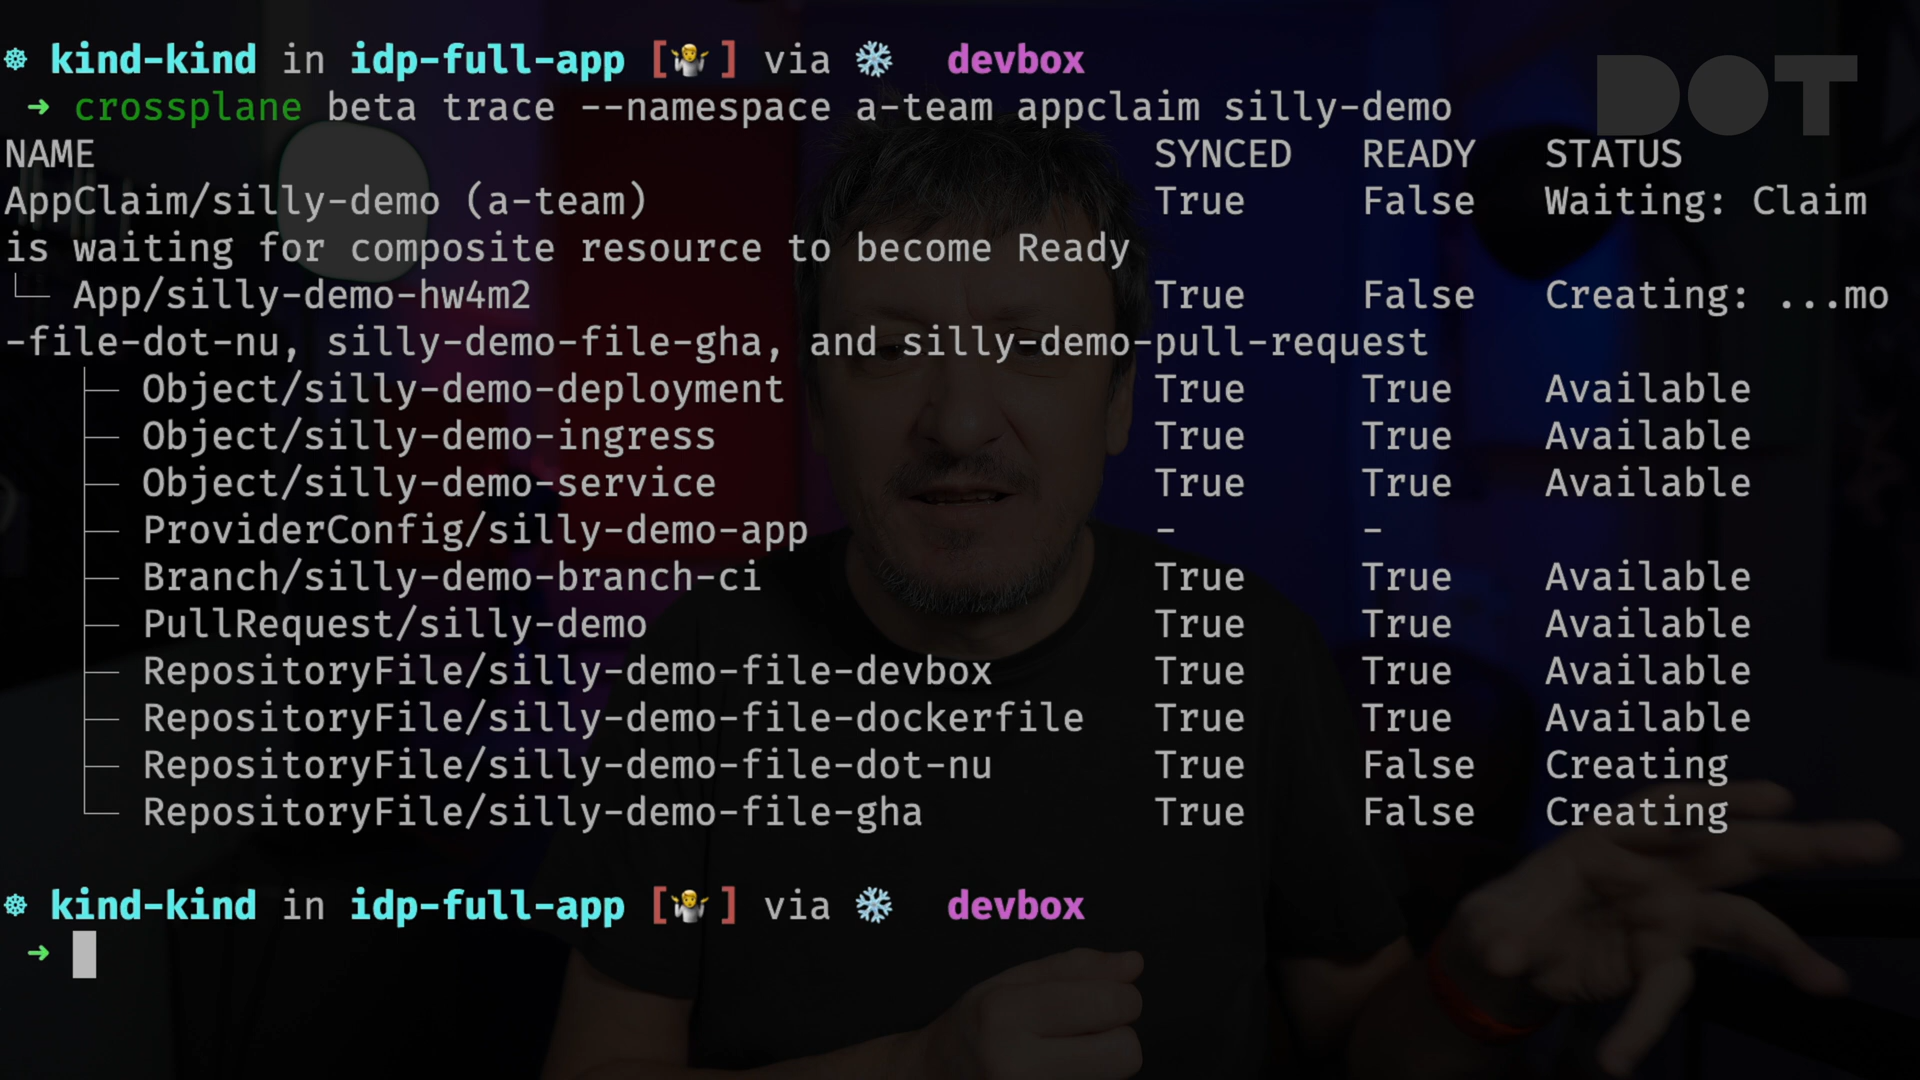 ☸ kind-kind in idp-full-app [🤷‍♂️] via ❄️ devbox
DOT
➜ crossplane beta trace --namespace a-team appclaim silly-demo
NAME SYNCED READY STATUS
AppClaim/silly-demo (a-team) True False Waiting: Claim
is waiting for composite resource to become Ready
└─ App/silly-demo-hw4m2 True False Creating: ...mo
-file-dot-nu, silly-demo-file-gha, and silly-demo-pull-request
├─ Object/silly-demo-deployment True True Available
├─ Object/silly-demo-ingress True True Available
├─ Object/silly-demo-service True True Available
├─ ProviderConfig/silly-demo-app - -
├─ Branch/silly-demo-branch-ci True True Available
├─ PullRequest/silly-demo True True Available
├─ RepositoryFile/silly-demo-file-devbox True True Available
├─ RepositoryFile/silly-demo-file-dockerfile True True Available
├─ RepositoryFile/silly-demo-file-dot-nu True False Creating
└─ RepositoryFile/silly-demo-file-gha True False Creating
☸ kind-kind in idp-full-app [🤷‍♂️] via ❄️ devbox
➜